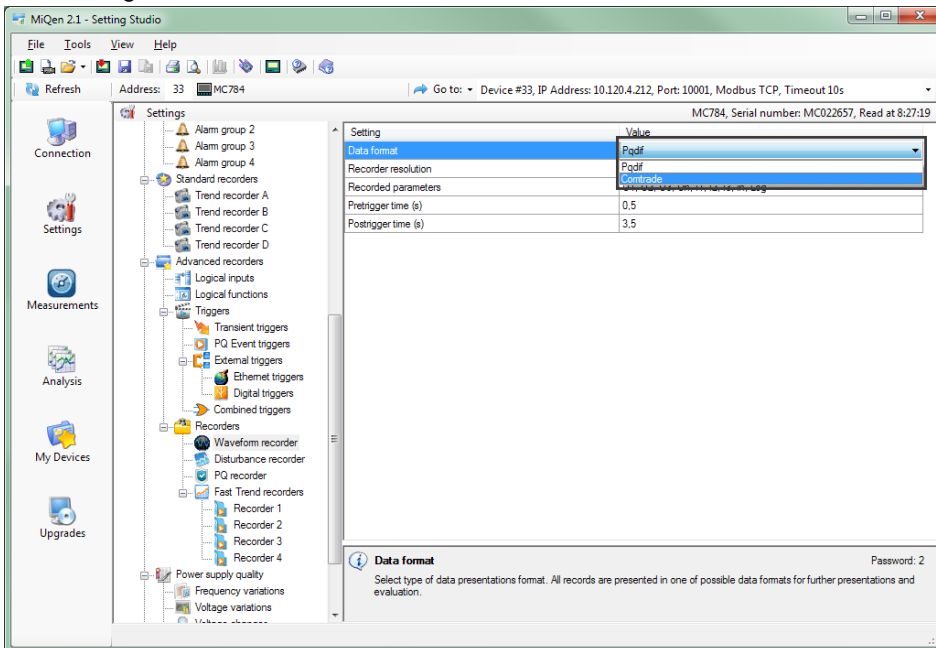 MiQen 2.1 - Setting Studio
File Tools View Help
Refresh Address: 33 MC784 Go to: Device #33, IP Address: 10.120.4.212, Port: 10001, Modbus TCP, Timeout 10s
Settings MC784, Serial number: MC022657, Read at 8:27:19
Connection
Settings
Measurements
Analysis
My Devices
Upgrades
Alarm group 2
Alarm group 3
Alarm group 4
Standard recorders
Trend recorder A
Trend recorder B
Trend recorder C
Trend recorder D
Advanced recorders
Logical inputs
Logical functions
Triggers
Transient triggers
PQ Event triggers
External triggers
Ethernet triggers
Digital triggers
Combined triggers
Recorders
Waveform recorder
Disturbance recorder
PQ recorder
Fast Trend recorders
Recorder 1
Recorder 2
Recorder 3
Recorder 4
Power supply quality
Frequency variations
Voltage variations
Voltage changes
Setting Value
Data format Pqdif
Pqdif
Comtrade
Recorder resolution
Recorded parameters
Pretrigger time (s) 0,5
Postrigger time (s) 3,5
Data format Password: 2
Select type of data presentations format. All records are presented in one of possible data formats for further presentations and
evaluation.